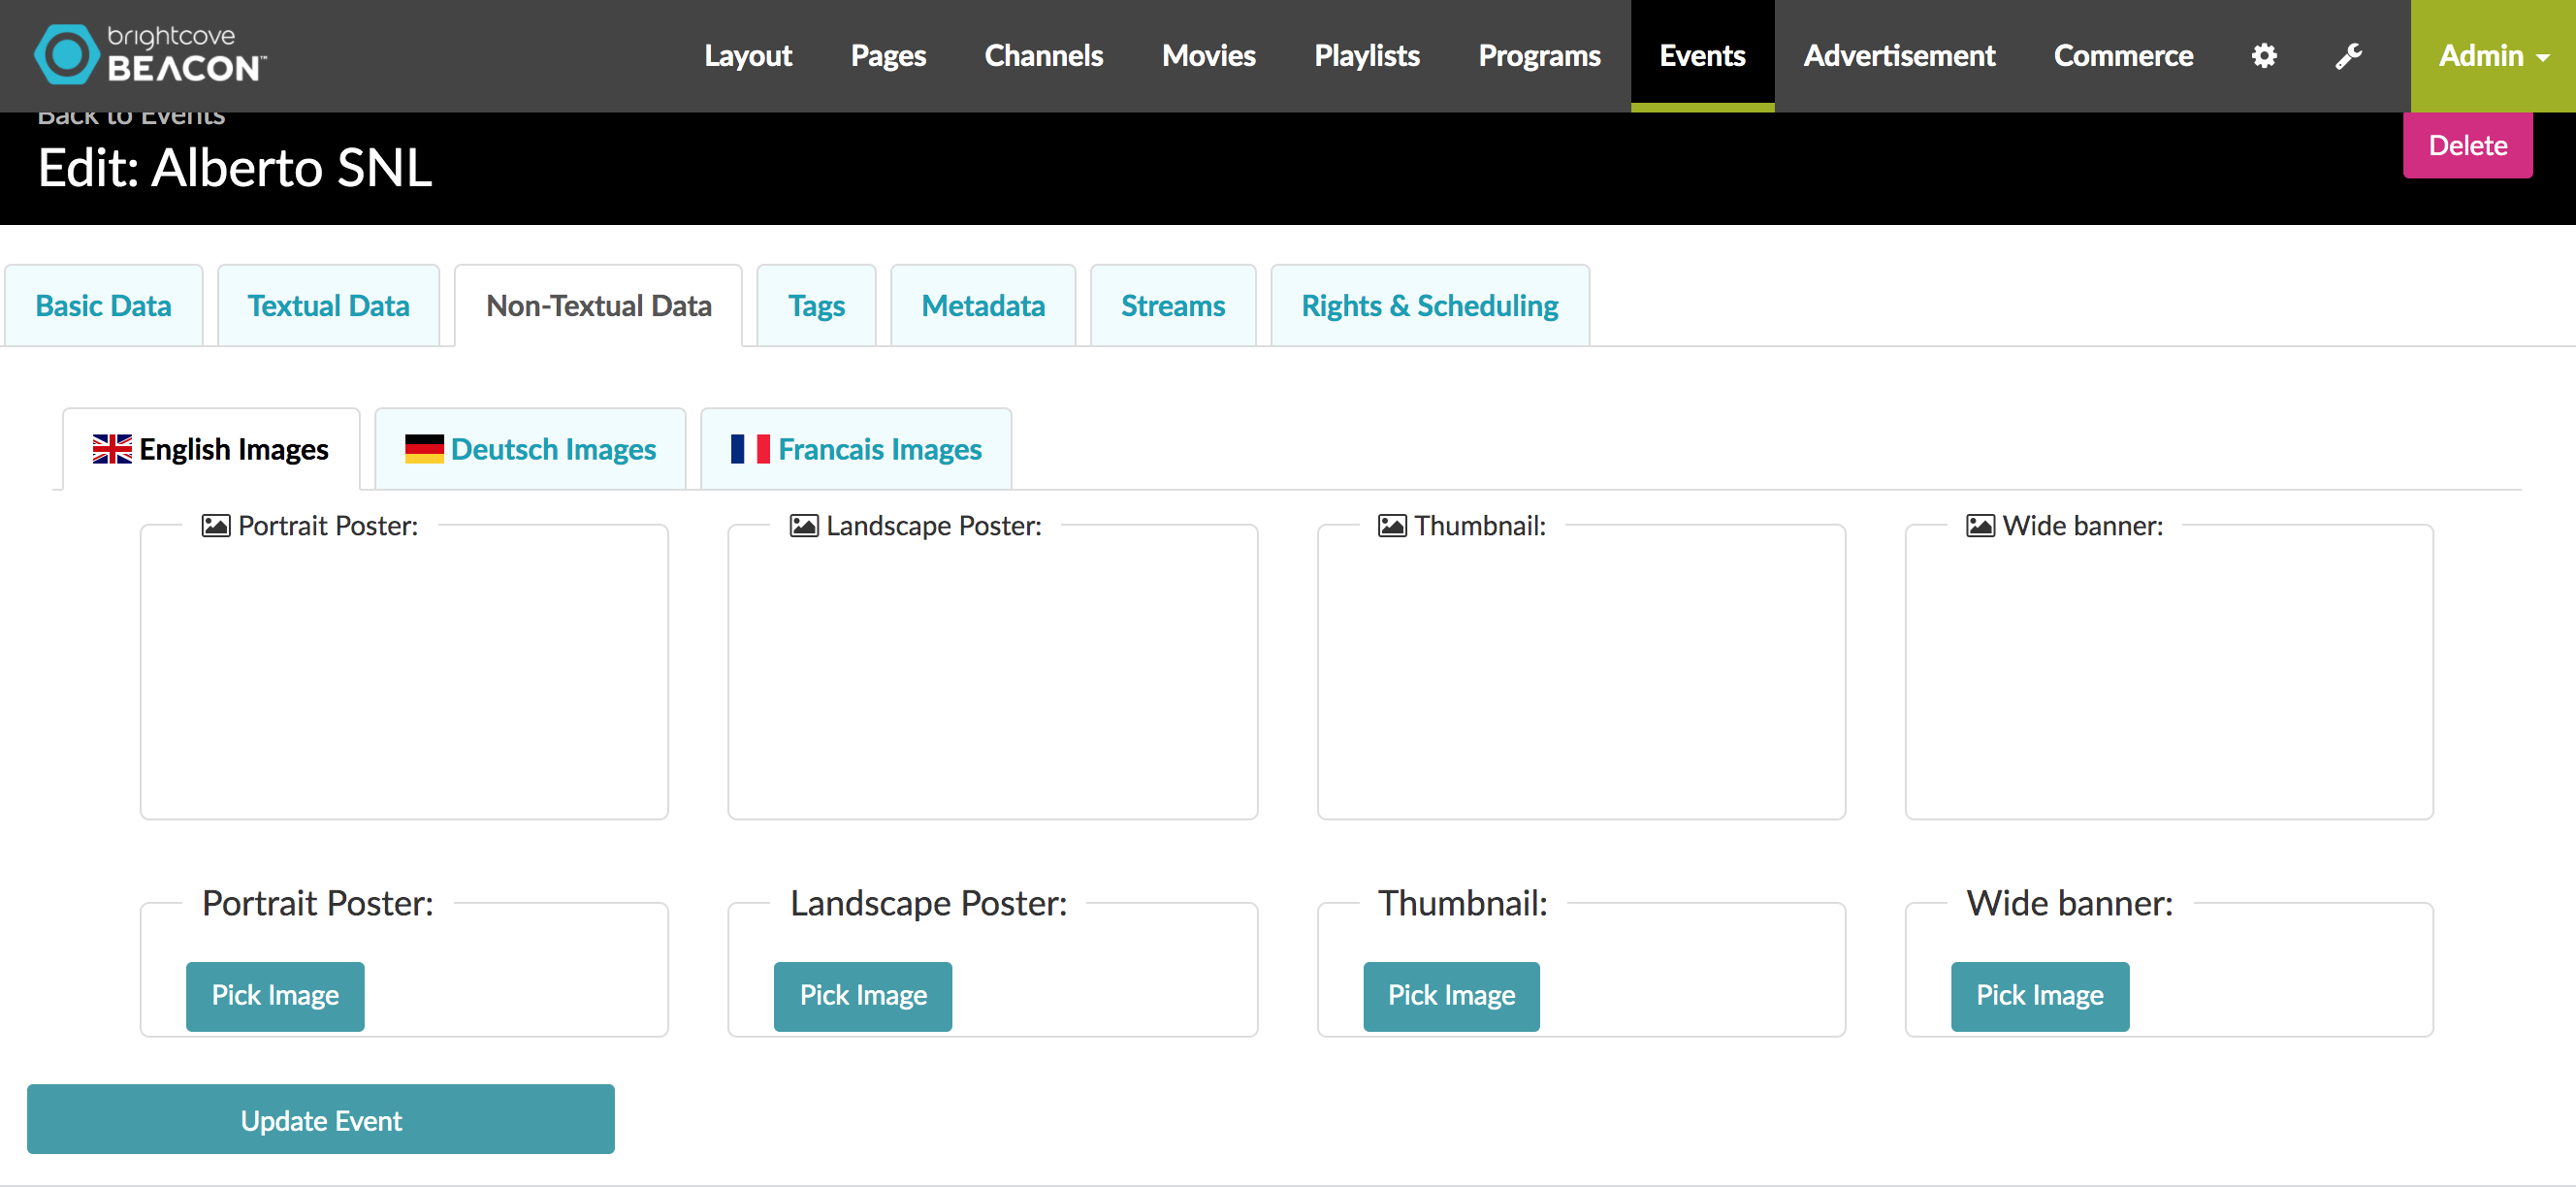 brightcove
BEACON™
Layout Pages Channels Movies Playlists Programs Events Advertisement Commerce Admin
Back to Events
Edit: Alberto SNL
Delete
Basic Data Textual Data Non-Textual Data Tags Metadata Streams Rights & Scheduling
English Images Deutsch Images Francais Images
Portrait Poster: Landscape Poster: Thumbnail: Wide banner:
Portrait Poster: Landscape Poster: Thumbnail: Wide banner:
Pick Image Pick Image Pick Image Pick Image
Update Event